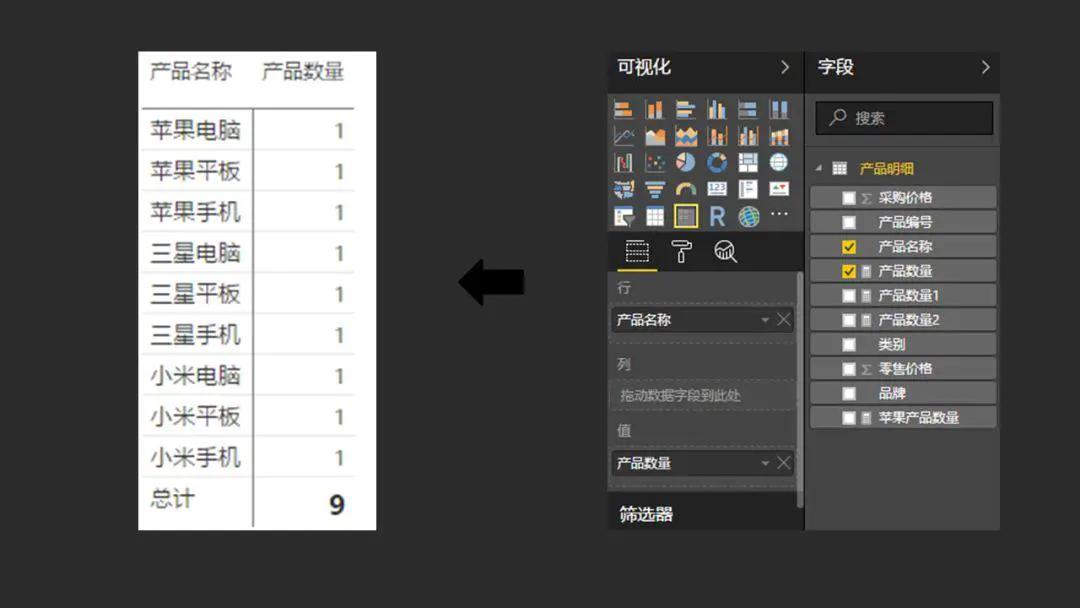 产品名称 产品数量
苹果电脑 1
苹果平板 1
苹果手机 1
三星电脑 1
三星平板 1
三星手机 1
小米电脑 1
小米平板 1
小米手机 1
总计 9
可视化
123
R
行
产品名称
列
拖动数据字段到此处
值
产品数量
筛选器
字段
搜索
产品明细
Σ 采购价格
产品编号
产品名称
产品数量
产品数量1
产品数量2
类别
Σ 零售价格
品牌
苹果产品数量